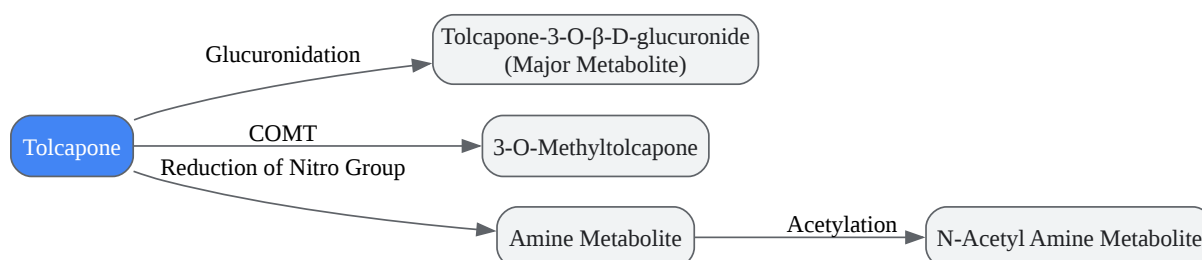 Tolcapone-3-O-β-D-glucuronide
(Major Metabolite)
Glucuronidation
Tolcapone
COMT
3-O-Methyltolcapone
Reduction of Nitro Group
Amine Metabolite
Acetylation
N-Acetyl Amine Metabolite